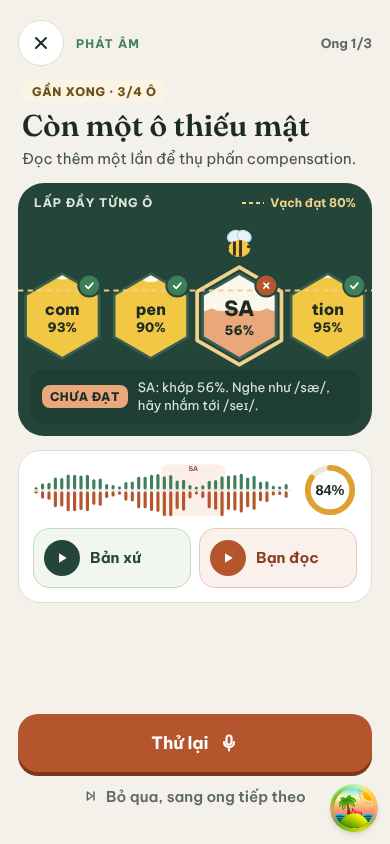 PHÁT ÂM
Ong 1/3
GẦN XONG · 3/4 Ô
Còn một ô thiếu mật
Đọc thêm một lần để thụ phấn compensation.
LẤP ĐẦY TỪNG Ô
Vạch đạt 80%
com
93%
pen
90%
SA
56%
tion
95%
CHƯA ĐẠT
SA: khớp 56%. Nghe như /sæ/,
hãy nhắm tới /seɪ/.
SA
84%
Bản xứ
Bạn đọc
Thử lại
Bỏ qua, sang ong tiếp theo